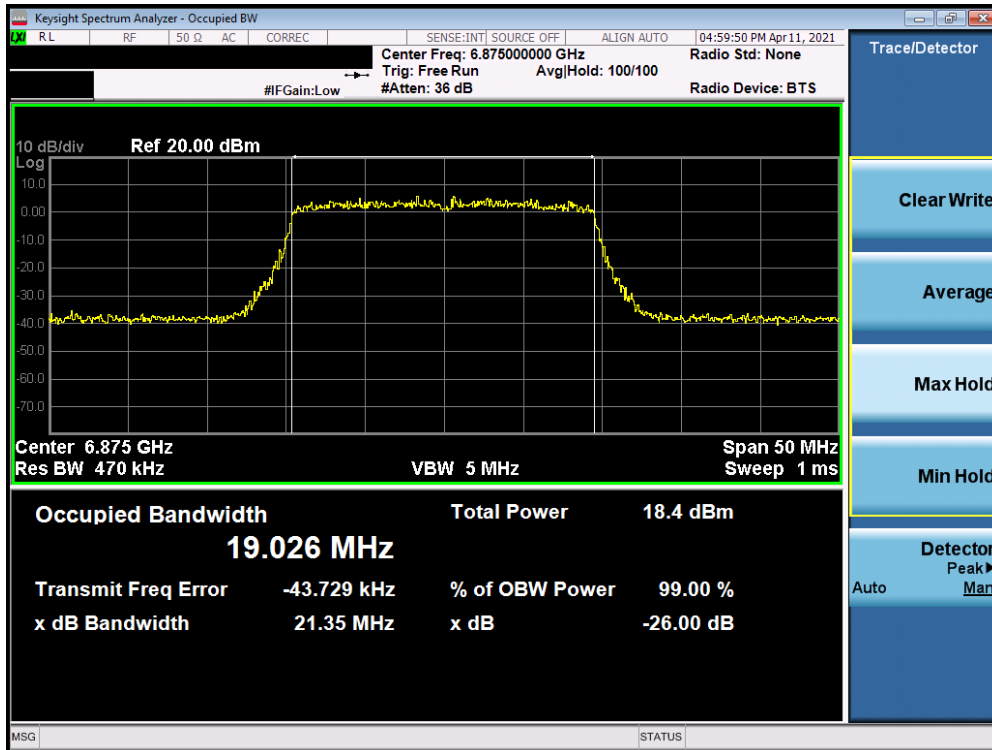 Keysight Spectrum Analyzer - Occupied BW
LXI RL RF 50 Ω AC CORREC SENSE:INT SOURCE OFF ALIGN AUTO 04:59:50 PM Apr 11, 2021
Center Freq: 6.875000000 GHz Radio Std: None
Trig: Free Run Avg|Hold: 100/100
#IFGain:Low #Atten: 36 dB Radio Device: BTS
Trace/Detector
10 dB/div Ref 20.00 dBm
Log
10.0
0.00
-10.0
-20.0
-30.0
-40.0
-50.0
-60.0
-70.0
Center 6.875 GHz Span 50 MHz
Res BW 470 kHz VBW 5 MHz Sweep 1 ms
Occupied Bandwidth Total Power 18.4 dBm
19.026 MHz
Transmit Freq Error -43.729 kHz % of OBW Power 99.00 %
x dB Bandwidth 21.35 MHz x dB -26.00 dB
Clear Write
Average
Max Hold
Min Hold
Detector
Peak▶
Auto Man
MSG STATUS